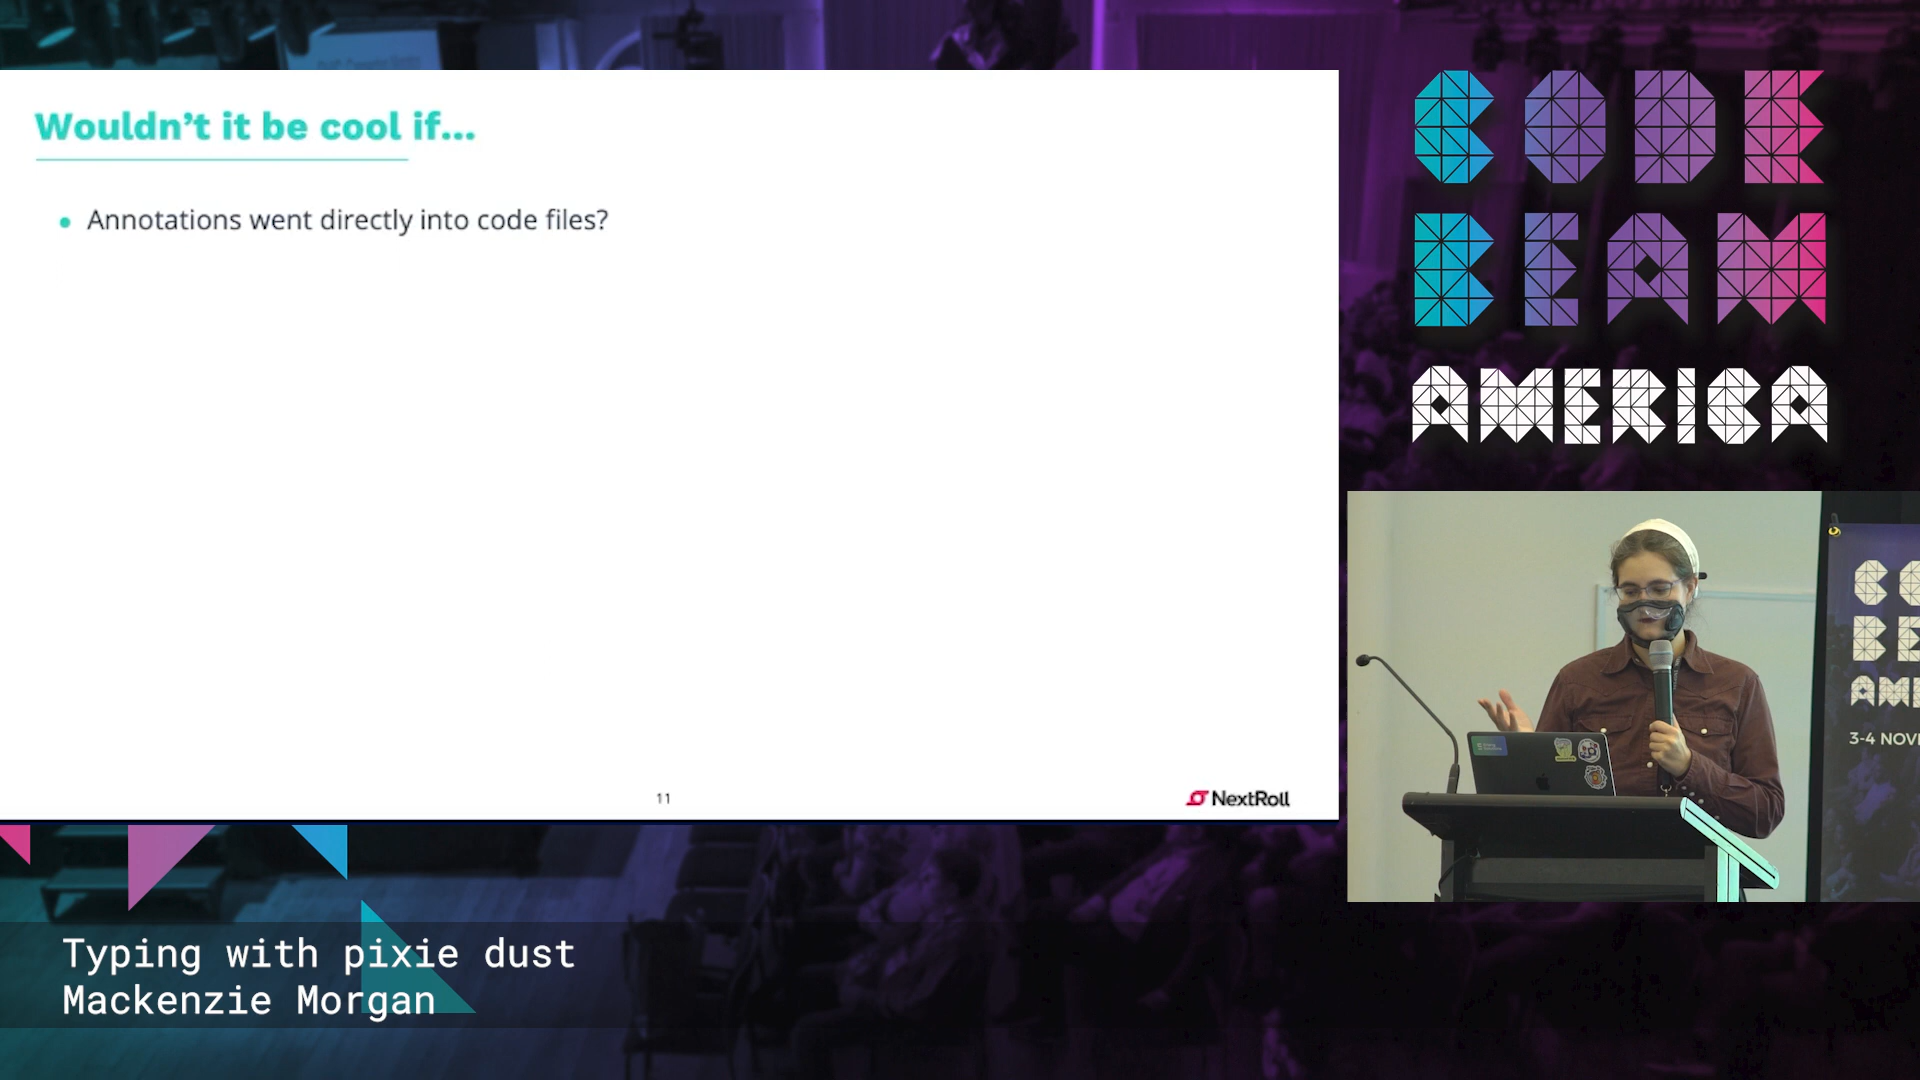 Wouldn't it be cool if...
Annotations went directly into code files?
11
NextRoll
CODE
BEAM
AMERICA
3-4 NOV
Typing with pixie dust
Mackenzie Morgan